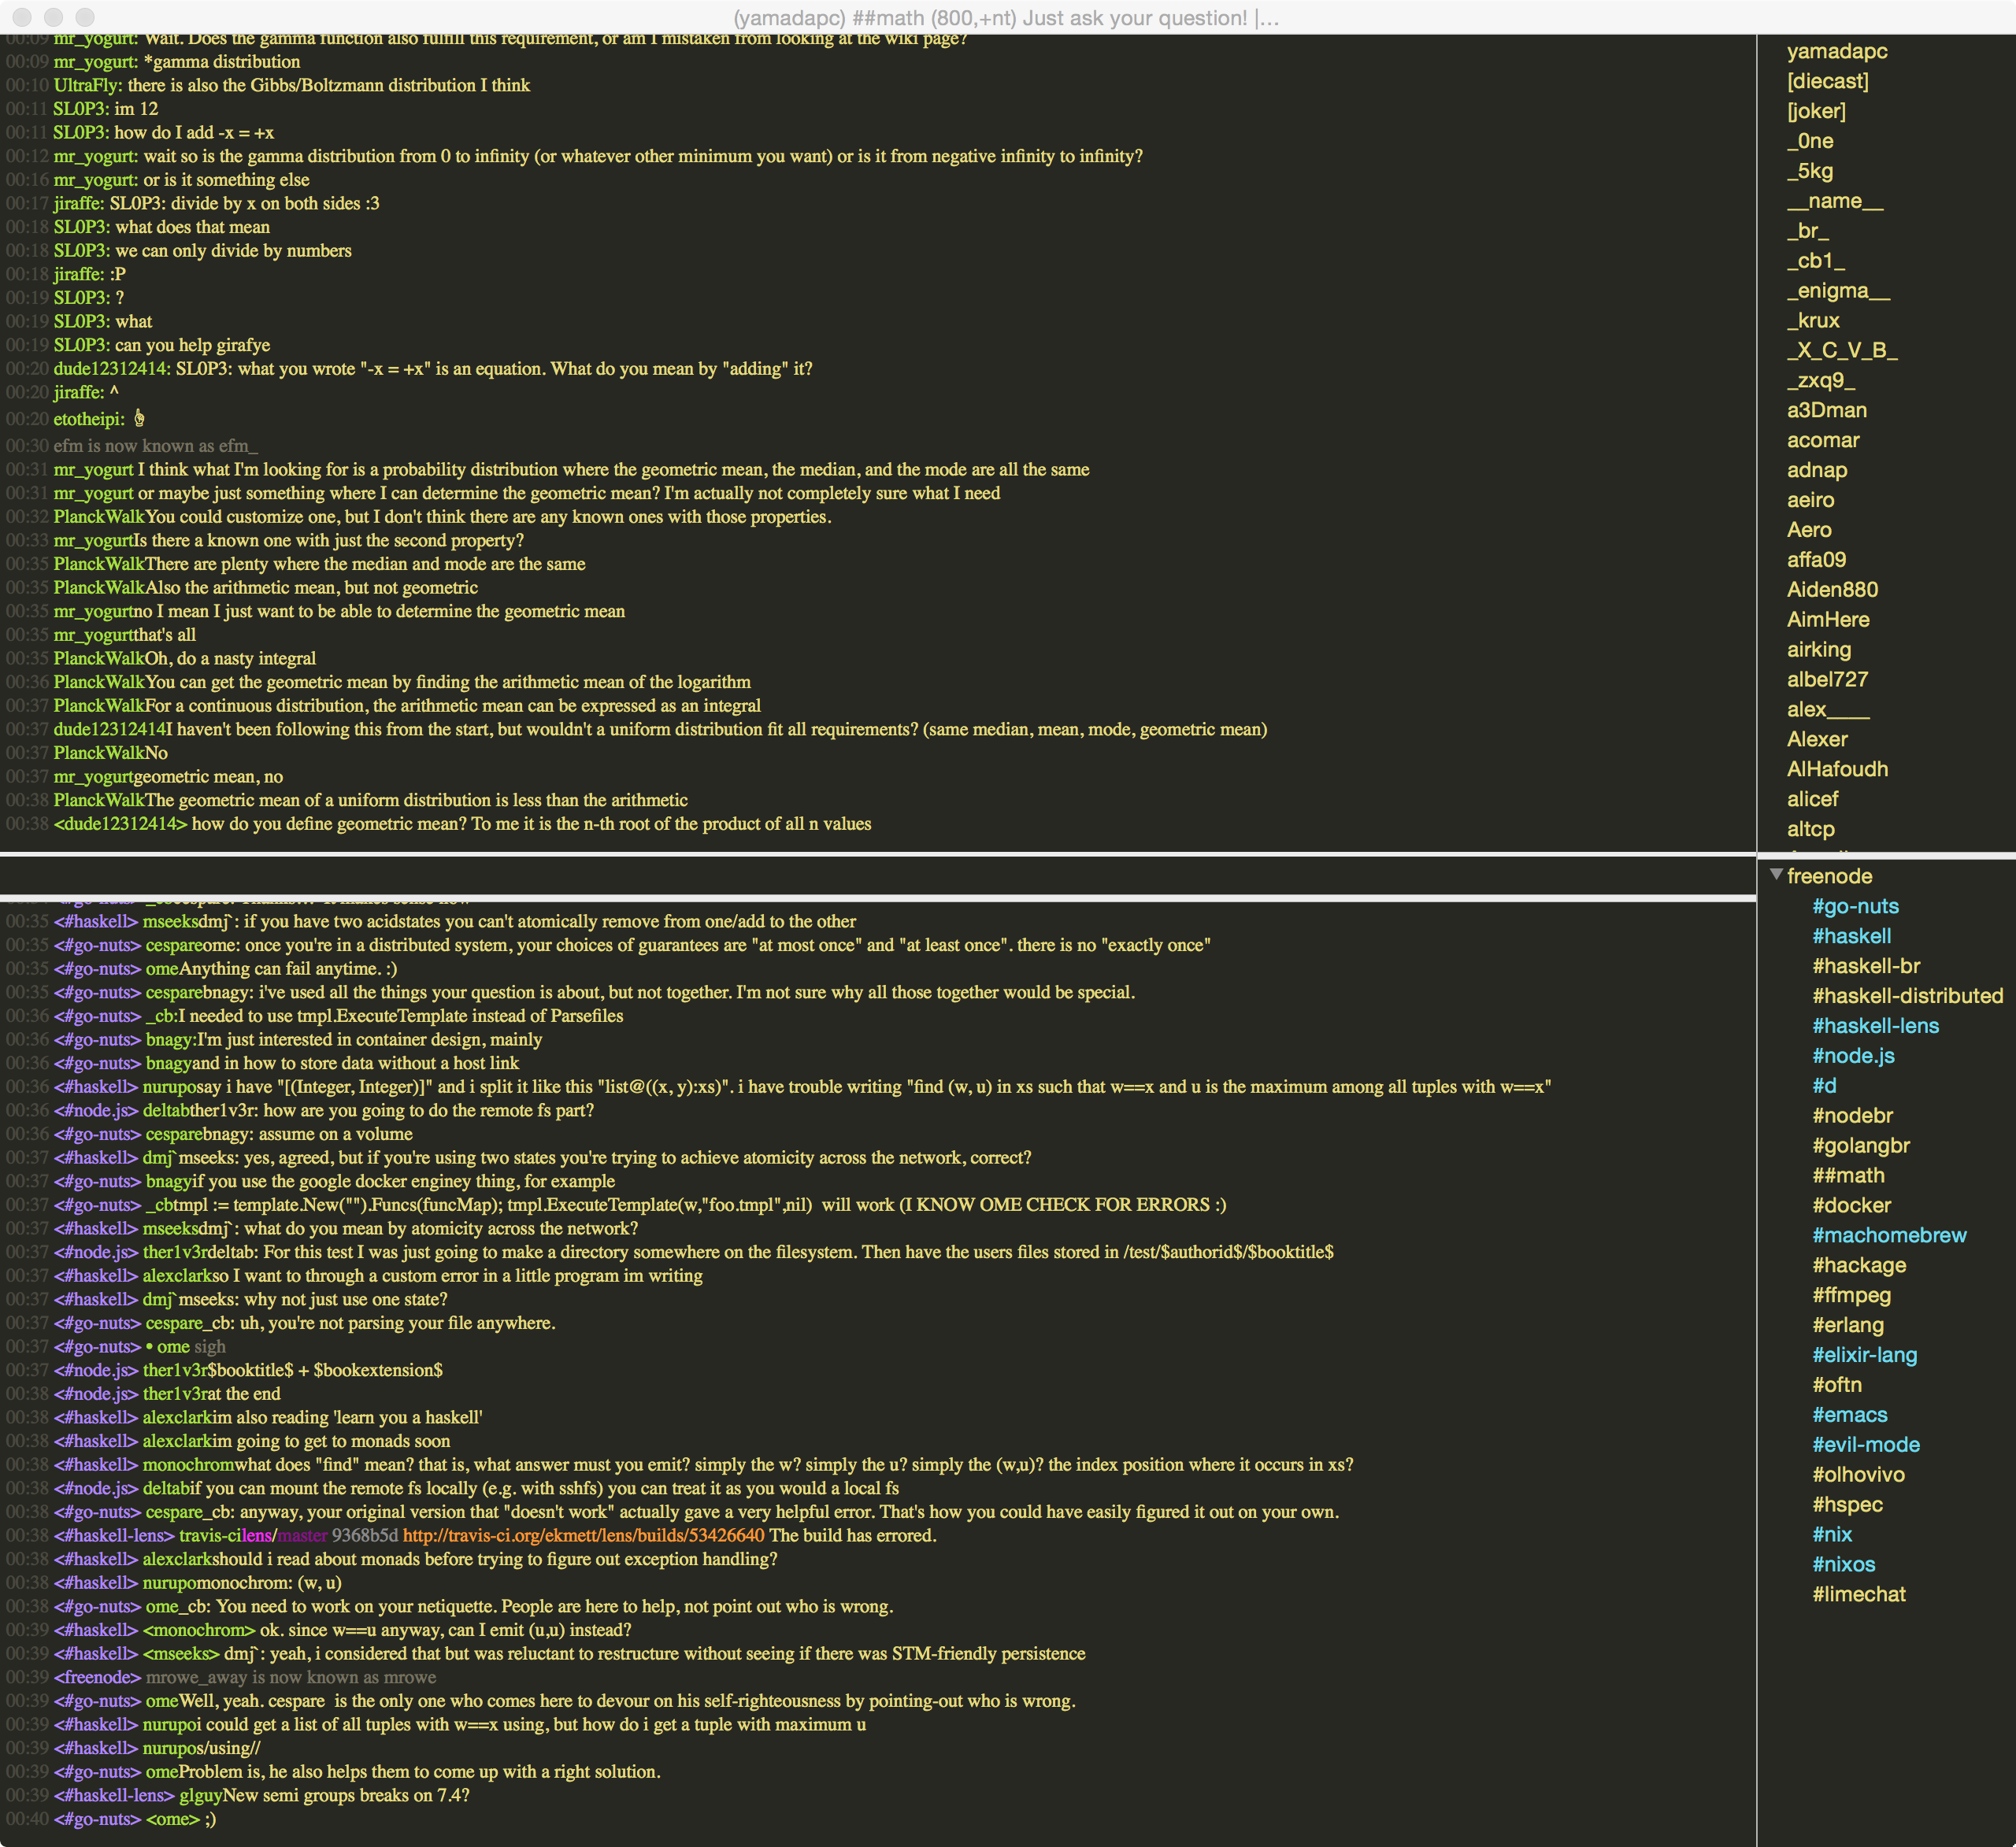 (yamadapc) ##math (800,+nt) Just ask your question! |…
00:09 mr_yogurt: Wait. Does the gamma function also fulfill this requirement, or am I mistaken from looking at the wiki page?
00:09 mr_yogurt: *gamma distribution
00:10 UltraFly: there is also the Gibbs/Boltzmann distribution I think
00:11 SL0P3: im 12
00:11 SL0P3: how do I add -x = +x
00:12 mr_yogurt: wait so is the gamma distribution from 0 to infinity (or whatever other minimum you want) or is it from negative infinity to infinity?
00:16 mr_yogurt: or is it something else
00:17 jiraffe: SL0P3: divide by x on both sides :3
00:18 SL0P3: what does that mean
00:18 SL0P3: we can only divide by numbers
00:18 jiraffe: :P
00:19 SL0P3: ?
00:19 SL0P3: what
00:19 SL0P3: can you help girafye
00:20 dude12312414: SL0P3: what you wrote "-x = +x" is an equation. What do you mean by "adding" it?
00:20 jiraffe: ^
00:20 etotheipi: ☝
00:30 efm is now known as efm_
00:31 mr_yogurt I think what I'm looking for is a probability distribution where the geometric mean, the median, and the mode are all the same
00:31 mr_yogurt or maybe just something where I can determine the geometric mean? I'm actually not completely sure what I need
00:32 PlanckWalkYou could customize one, but I don't think there are any known ones with those properties.
00:33 mr_yogurtIs there a known one with just the second property?
00:35 PlanckWalkThere are plenty where the median and mode are the same
00:35 PlanckWalkAlso the arithmetic mean, but not geometric
00:35 mr_yogurtno I mean I just want to be able to determine the geometric mean
00:35 mr_yogurtthat's all
00:35 PlanckWalkOh, do a nasty integral
00:36 PlanckWalkYou can get the geometric mean by finding the arithmetic mean of the logarithm
00:37 PlanckWalkFor a continuous distribution, the arithmetic mean can be expressed as an integral
00:37 dude12312414I haven't been following this from the start, but wouldn't a uniform distribution fit all requirements? (same median, mean, mode, geometric mean)
00:37 PlanckWalkNo
00:37 mr_yogurtgeometric mean, no
00:38 PlanckWalkThe geometric mean of a uniform distribution is less than the arithmetic
00:38 <dude12312414> how do you define geometric mean? To me it is the n-th root of the product of all n values
yamadapc
[diecast]
[joker]
_0ne
_5kg
__name__
_br_
_cb1_
_enigma__
_krux
_X_C_V_B_
_zxq9_
a3Dman
acomar
adnap
aeiro
Aero
affa09
Aiden880
AimHere
airking
albel727
alex____
Alexer
AlHafoudh
alicef
altcp
00:35 <#haskell> mseeksdmj`: if you have two acidstates you can't atomically remove from one/add to the other
00:35 <#go-nuts> cespareome: once you're in a distributed system, your choices of guarantees are "at most once" and "at least once". there is no "exactly once"
00:35 <#go-nuts> omeAnything can fail anytime. :)
00:35 <#go-nuts> cesparebnagy: i've used all the things your question is about, but not together. I'm not sure why all those together would be special.
00:36 <#go-nuts> _cb:I needed to use tmpl.ExecuteTemplate instead of Parsefiles
00:36 <#go-nuts> bnagy:I'm just interested in container design, mainly
00:36 <#go-nuts> bnagyand in how to store data without a host link
00:36 <#haskell> nuruposay i have "[(Integer, Integer)]" and i split it like this "list@((x, y):xs)". i have trouble writing "find (w, u) in xs such that w==x and u is the maximum among all tuples with w==x"
00:36 <#node.js> deltabther1v3r: how are you going to do the remote fs part?
00:36 <#go-nuts> cesparebnagy: assume on a volume
00:37 <#haskell> dmj`mseeks: yes, agreed, but if you're using two states you're trying to achieve atomicity across the network, correct?
00:37 <#go-nuts> bnagyif you use the google docker enginey thing, for example
00:37 <#go-nuts> _cbtmpl := template.New("").Funcs(funcMap); tmpl.ExecuteTemplate(w,"foo.tmpl",nil)  will work (I KNOW OME CHECK FOR ERRORS :)
00:37 <#haskell> mseeksdmj`: what do you mean by atomicity across the network?
00:37 <#node.js> ther1v3rdeltab: For this test I was just going to make a directory somewhere on the filesystem. Then have the users files stored in /test/$authorid$/$booktitle$
00:37 <#haskell> alexclarkso I want to through a custom error in a little program im writing
00:37 <#haskell> dmj`mseeks: why not just use one state?
00:37 <#go-nuts> cespare_cb: uh, you're not parsing your file anywhere.
00:37 <#go-nuts> • ome sigh
00:37 <#node.js> ther1v3r$booktitle$ + $bookextension$
00:38 <#node.js> ther1v3rat the end
00:38 <#haskell> alexclarkim also reading 'learn you a haskell'
00:38 <#haskell> alexclarkim going to get to monads soon
00:38 <#haskell> monochromwhat does "find" mean? that is, what answer must you emit? simply the w? simply the u? simply the (w,u)? the index position where it occurs in xs?
00:38 <#node.js> deltabif you can mount the remote fs locally (e.g. with sshfs) you can treat it as you would a local fs
00:38 <#go-nuts> cespare_cb: anyway, your original version that "doesn't work" actually gave a very helpful error. That's how you could have easily figured it out on your own.
00:38 <#haskell-lens> travis-cilens/master 9368b5d http://travis-ci.org/ekmett/lens/builds/53426640 The build has errored.
00:38 <#haskell> alexclarkshould i read about monads before trying to figure out exception handling?
00:38 <#haskell> nurupomonochrom: (w, u)
00:38 <#go-nuts> ome_cb: You need to work on your netiquette. People are here to help, not point out who is wrong.
00:39 <#haskell> <monochrom> ok. since w==u anyway, can I emit (u,u) instead?
00:39 <#haskell> <mseeks> dmj`: yeah, i considered that but was reluctant to restructure without seeing if there was STM-friendly persistence
00:39 <freenode> mrowe_away is now known as mrowe
00:39 <#go-nuts> omeWell, yeah. cespare  is the only one who comes here to devour on his self-righteousness by pointing-out who is wrong.
00:39 <#haskell> nurupoi could get a list of all tuples with w==x using, but how do i get a tuple with maximum u
00:39 <#haskell> nurupos/using//
00:39 <#go-nuts> omeProblem is, he also helps them to come up with a right solution.
00:39 <#haskell-lens> glguyNew semi groups breaks on 7.4?
00:40 <#go-nuts> <ome> ;)
freenode
#go-nuts
#haskell
#haskell-br
#haskell-distributed
#haskell-lens
#node.js
#d
#nodebr
#golangbr
##math
#docker
#machomebrew
#hackage
#ffmpeg
#erlang
#elixir-lang
#oftn
#emacs
#evil-mode
#olhovivo
#hspec
#nix
#nixos
#limechat